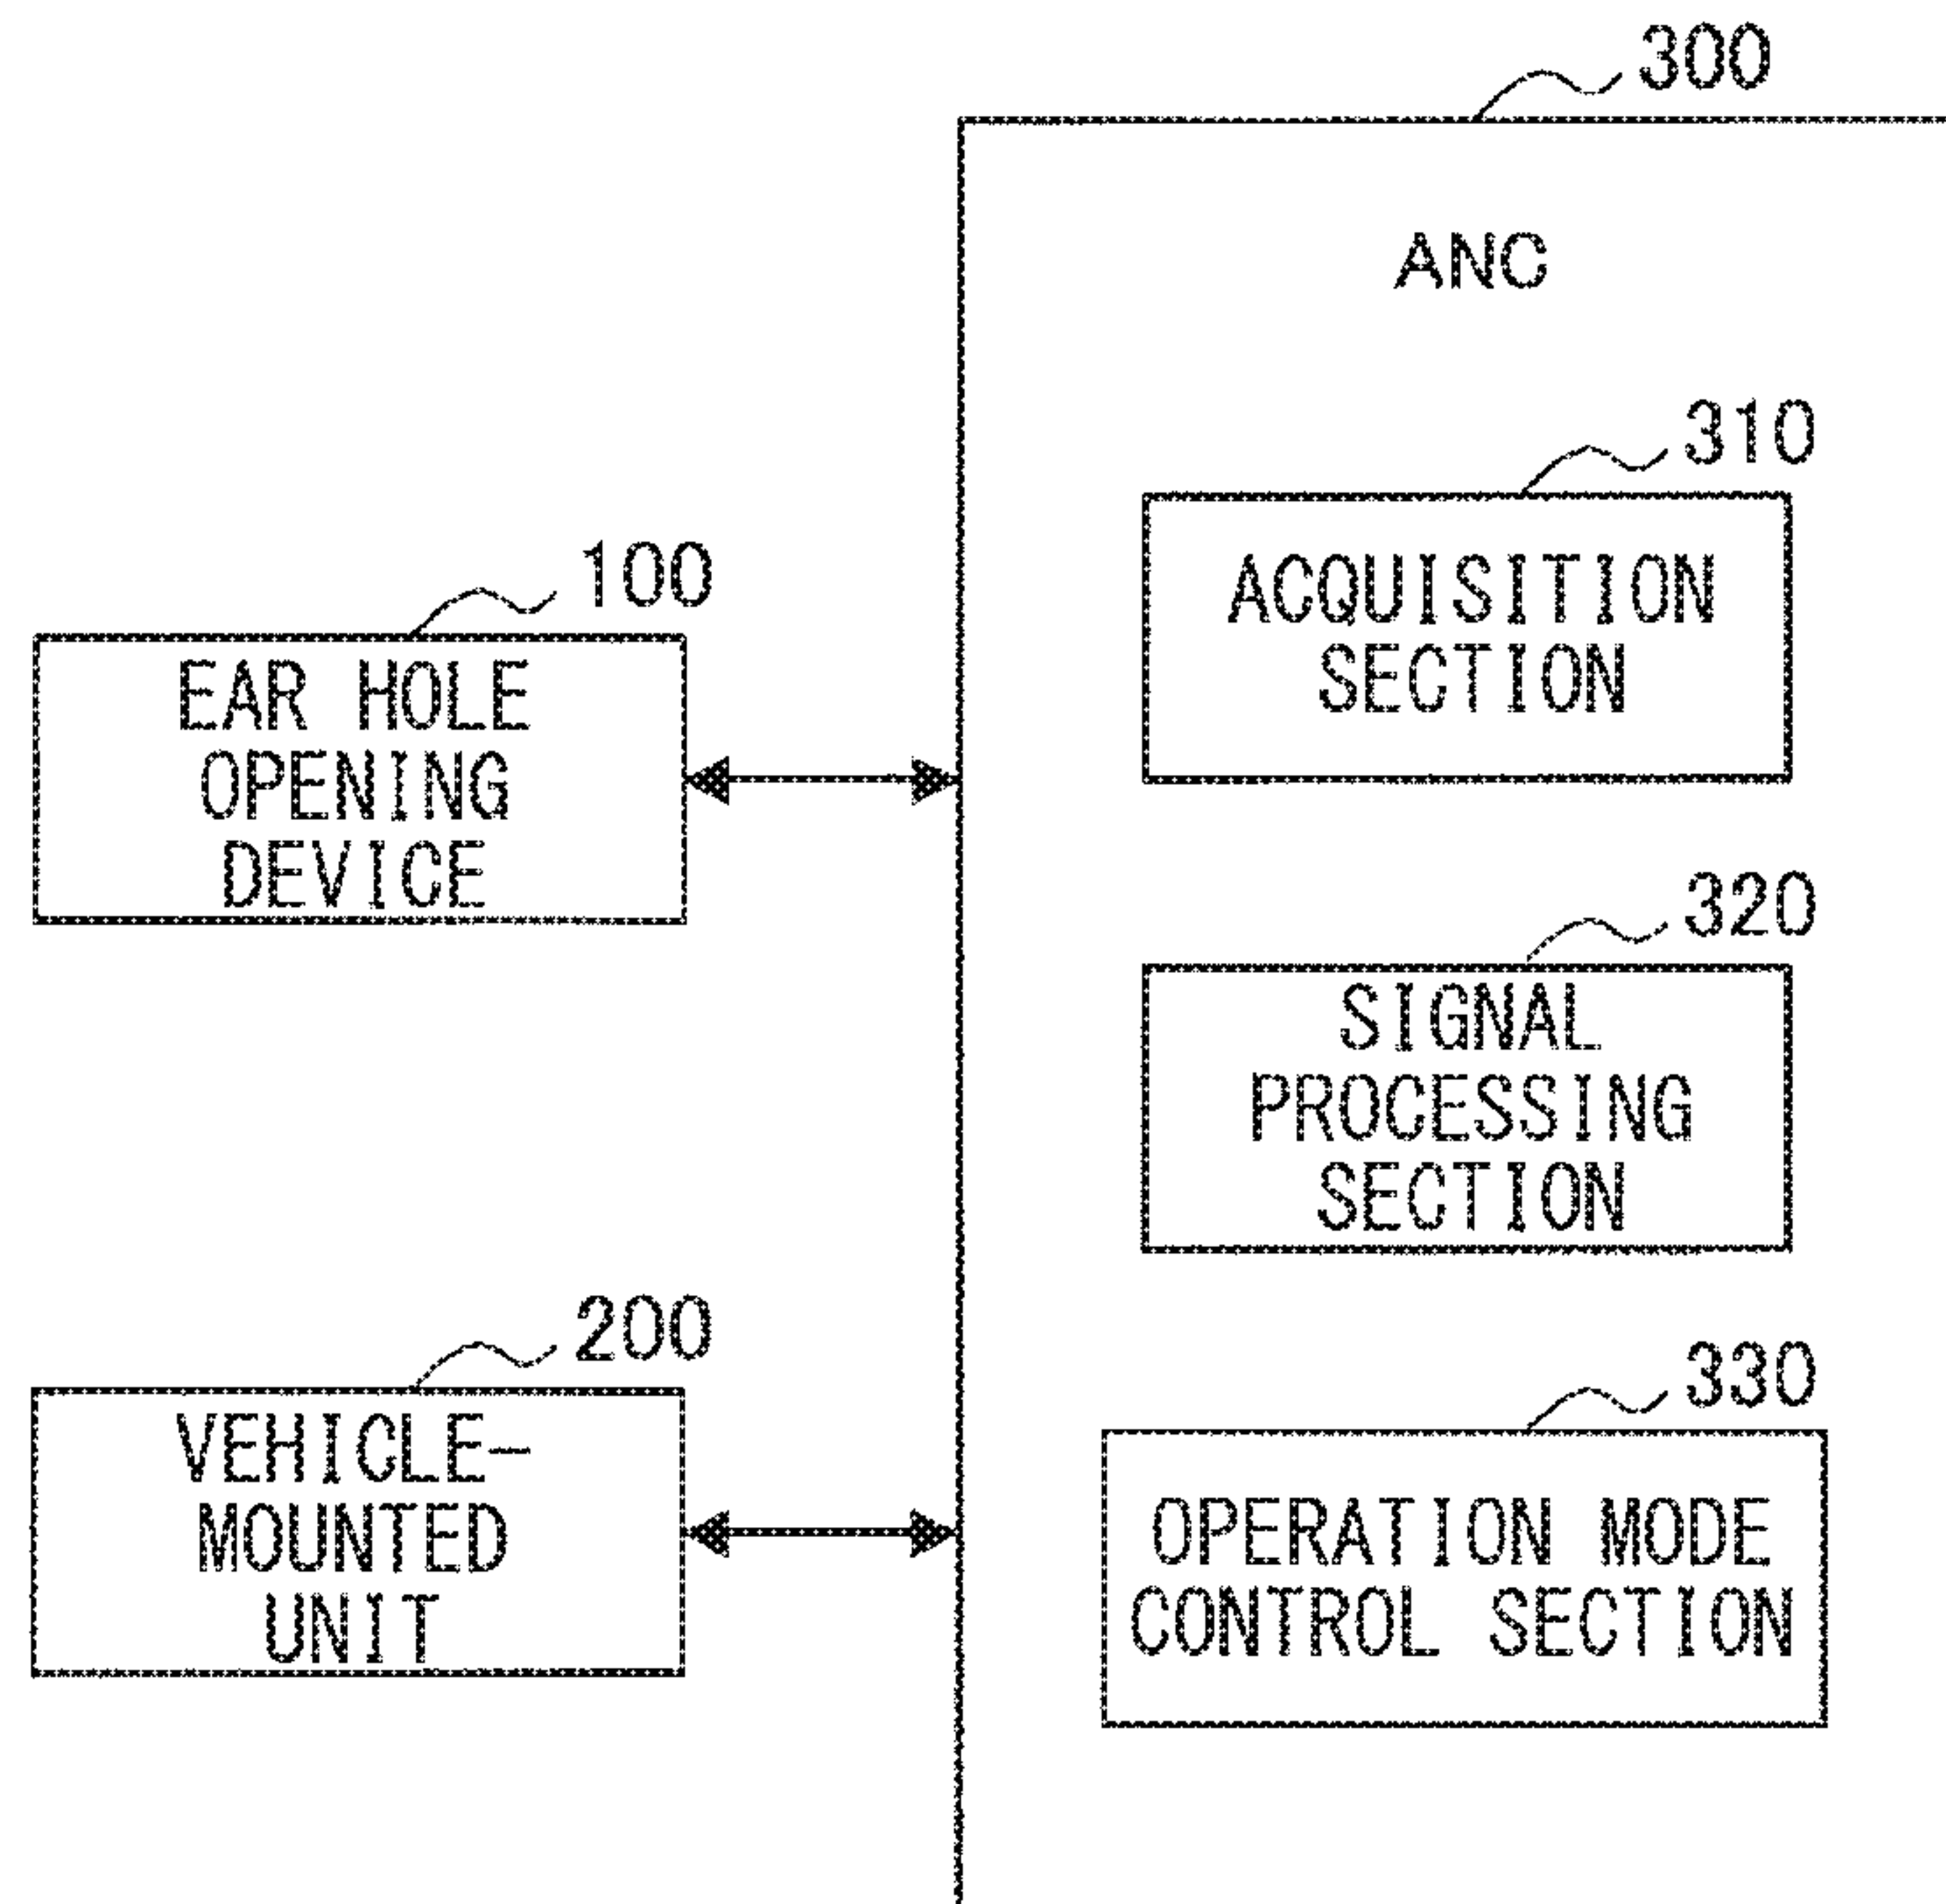 300
ANC
310
ACQUISITION
SECTION
100
EAR HOLE
OPENING
DEVICE
320
SIGNAL
PROCESSING
SECTION
200
VEHICLE-
MOUNTED
UNIT
330
OPERATION MODE
CONTROL SECTION